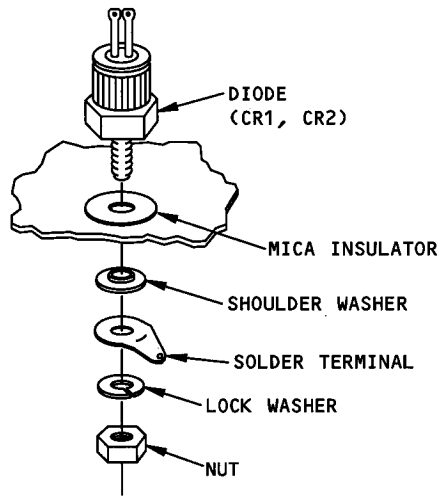 DIODE
(CR1, CR2)
MICA INSULATOR
SHOULDER WASHER
SOLDER TERMINAL
LOCK WASHER
NUT